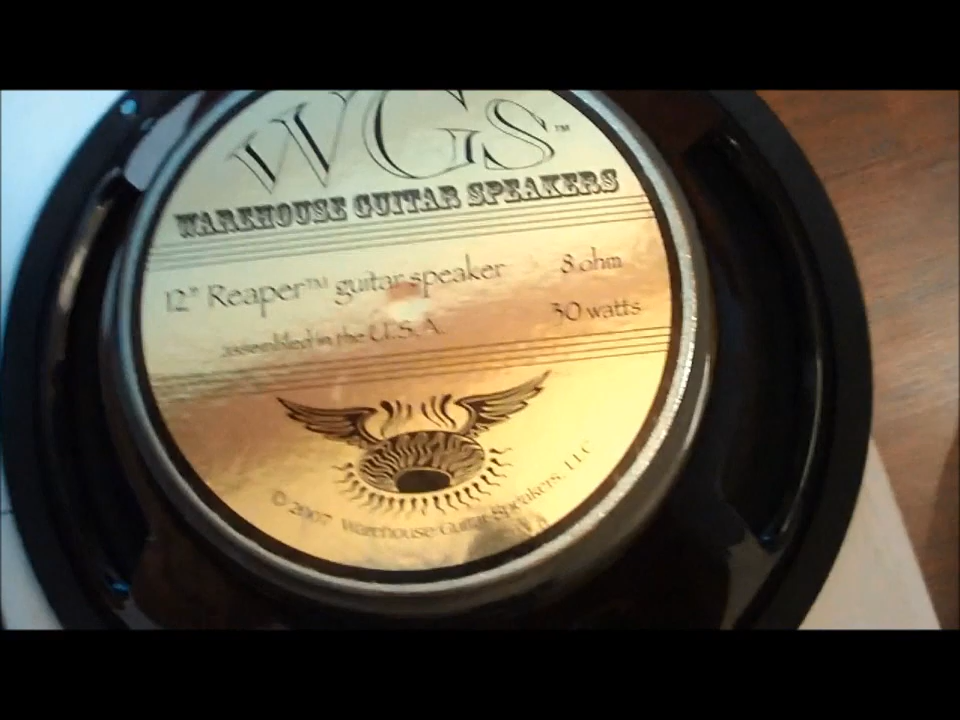 WGS™
WAREHOUSE GUITAR SPEAKERS
12" Reaper™ guitar speaker 8 ohm
assembled in the U.S.A. 30 watts
© 2007 Warehouse Guitar Speakers, LLC